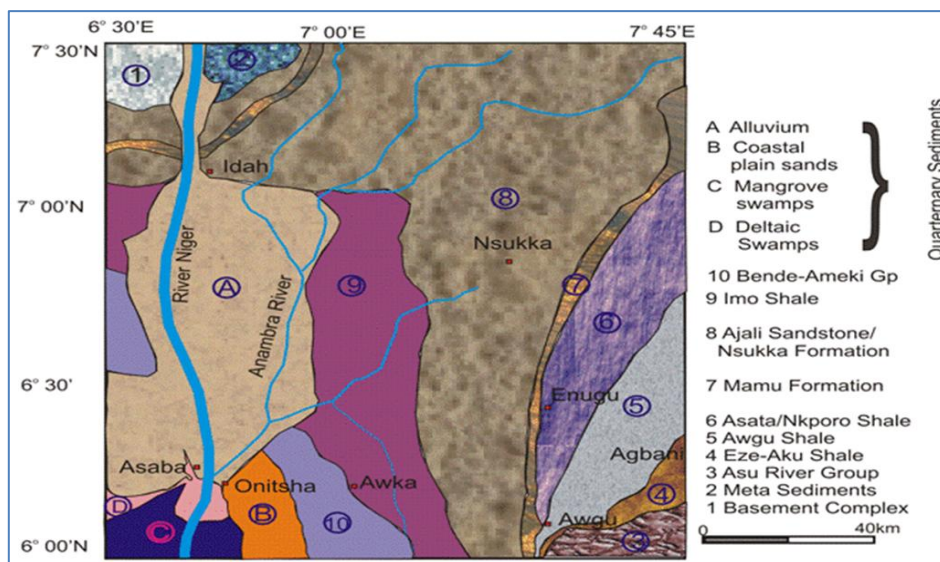 6° 30'E
7° 00'E
7° 45'E
7° 30'N
7° 00'N
6° 30'
6° 00'N
1
2
Idah
8
Nsukka
River Niger
A
Anambra River
9
7
6
Enugu
5
Agbani
4
Asaba
Onitsha
Awka
Awgu
D
C
B
10
3
A Alluvium
B Coastal
plain sands
C Mangrove
swamps
D Deltaic
Swamps
Quarternary Sediments
10 Bende-Ameki Gp
9 Imo Shale
8 Ajali Sandstone/
Nsukka Formation
7 Mamu Formation
6 Asata/Nkporo Shale
5 Awgu Shale
4 Eze-Aku Shale
3 Asu River Group
2 Meta Sediments
1 Basement Complex
0 40km